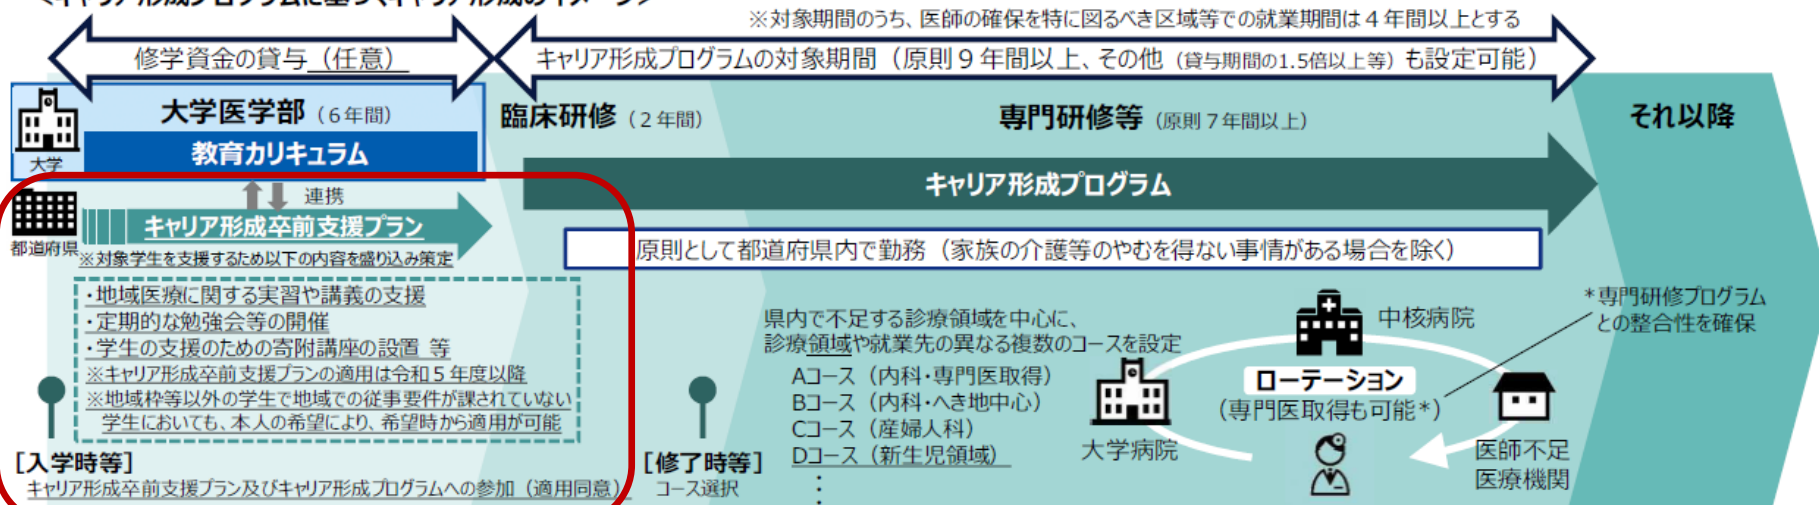 <キャリア形成プログラムに基づくキャリア形成のイメージ>
※対象期間のうち、医師の確保を特に図るべき区域等での就業期間は4年間以上とする
修学資金の貸与(任意)
キャリア形成プログラムの対象期間(原則9年間以上、その他(貸与期間の1.5倍以上等)も設定可能)
大学医学部(6年間)
臨床研修(2年間)
専門研修等(原則7年間以上)
それ以降
教育カリキュラム
大学
連携
キャリア形成プログラム
キャリア形成卒前支援プラン
都道府県
※対象学生を支援するため以下の内容を盛り込み策定
原則として都道府県内で勤務(家族の介護等のやむを得ない事情がある場合を除く)
・地域医療に関する実習や講義の支援
・定期的な勉強会等の開催
・学生の支援のための寄附講座の設置 等
※キャリア形成卒前支援プランの適用は令和5年度以降
※地域枠等以外の学生で地域での従事要件が課されていない
学生においても、本人の希望により、希望時から適用が可能
[入学時等]
キャリア形成卒前支援プラン及びキャリア形成プログラムへの参加(適用同意)
[修了時等]
コース選択
県内で不足する診療領域を中心に、
診療領域や就業先の異なる複数のコースを設定
Aコース(内科・専門医取得)
Bコース(内科・へき地中心)
Cコース(産婦人科)
Dコース(新生児領域)
:
中核病院
ローテーション
(専門医取得も可能*)
大学病院
医師不足
医療機関
*専門研修プログラム
との整合性を確保